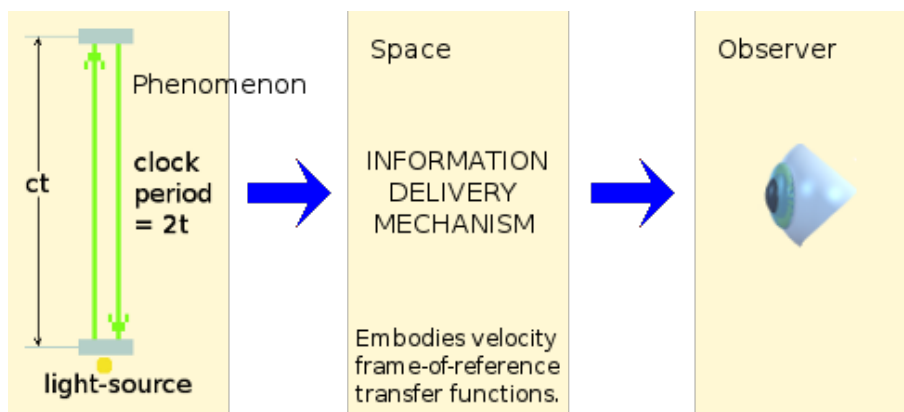 Phenomenon
ct
clock
period
= 2t
light-source
Space
INFORMATION
DELIVERY
MECHANISM
Embodies velocity
frame-of-reference
transfer functions.
Observer